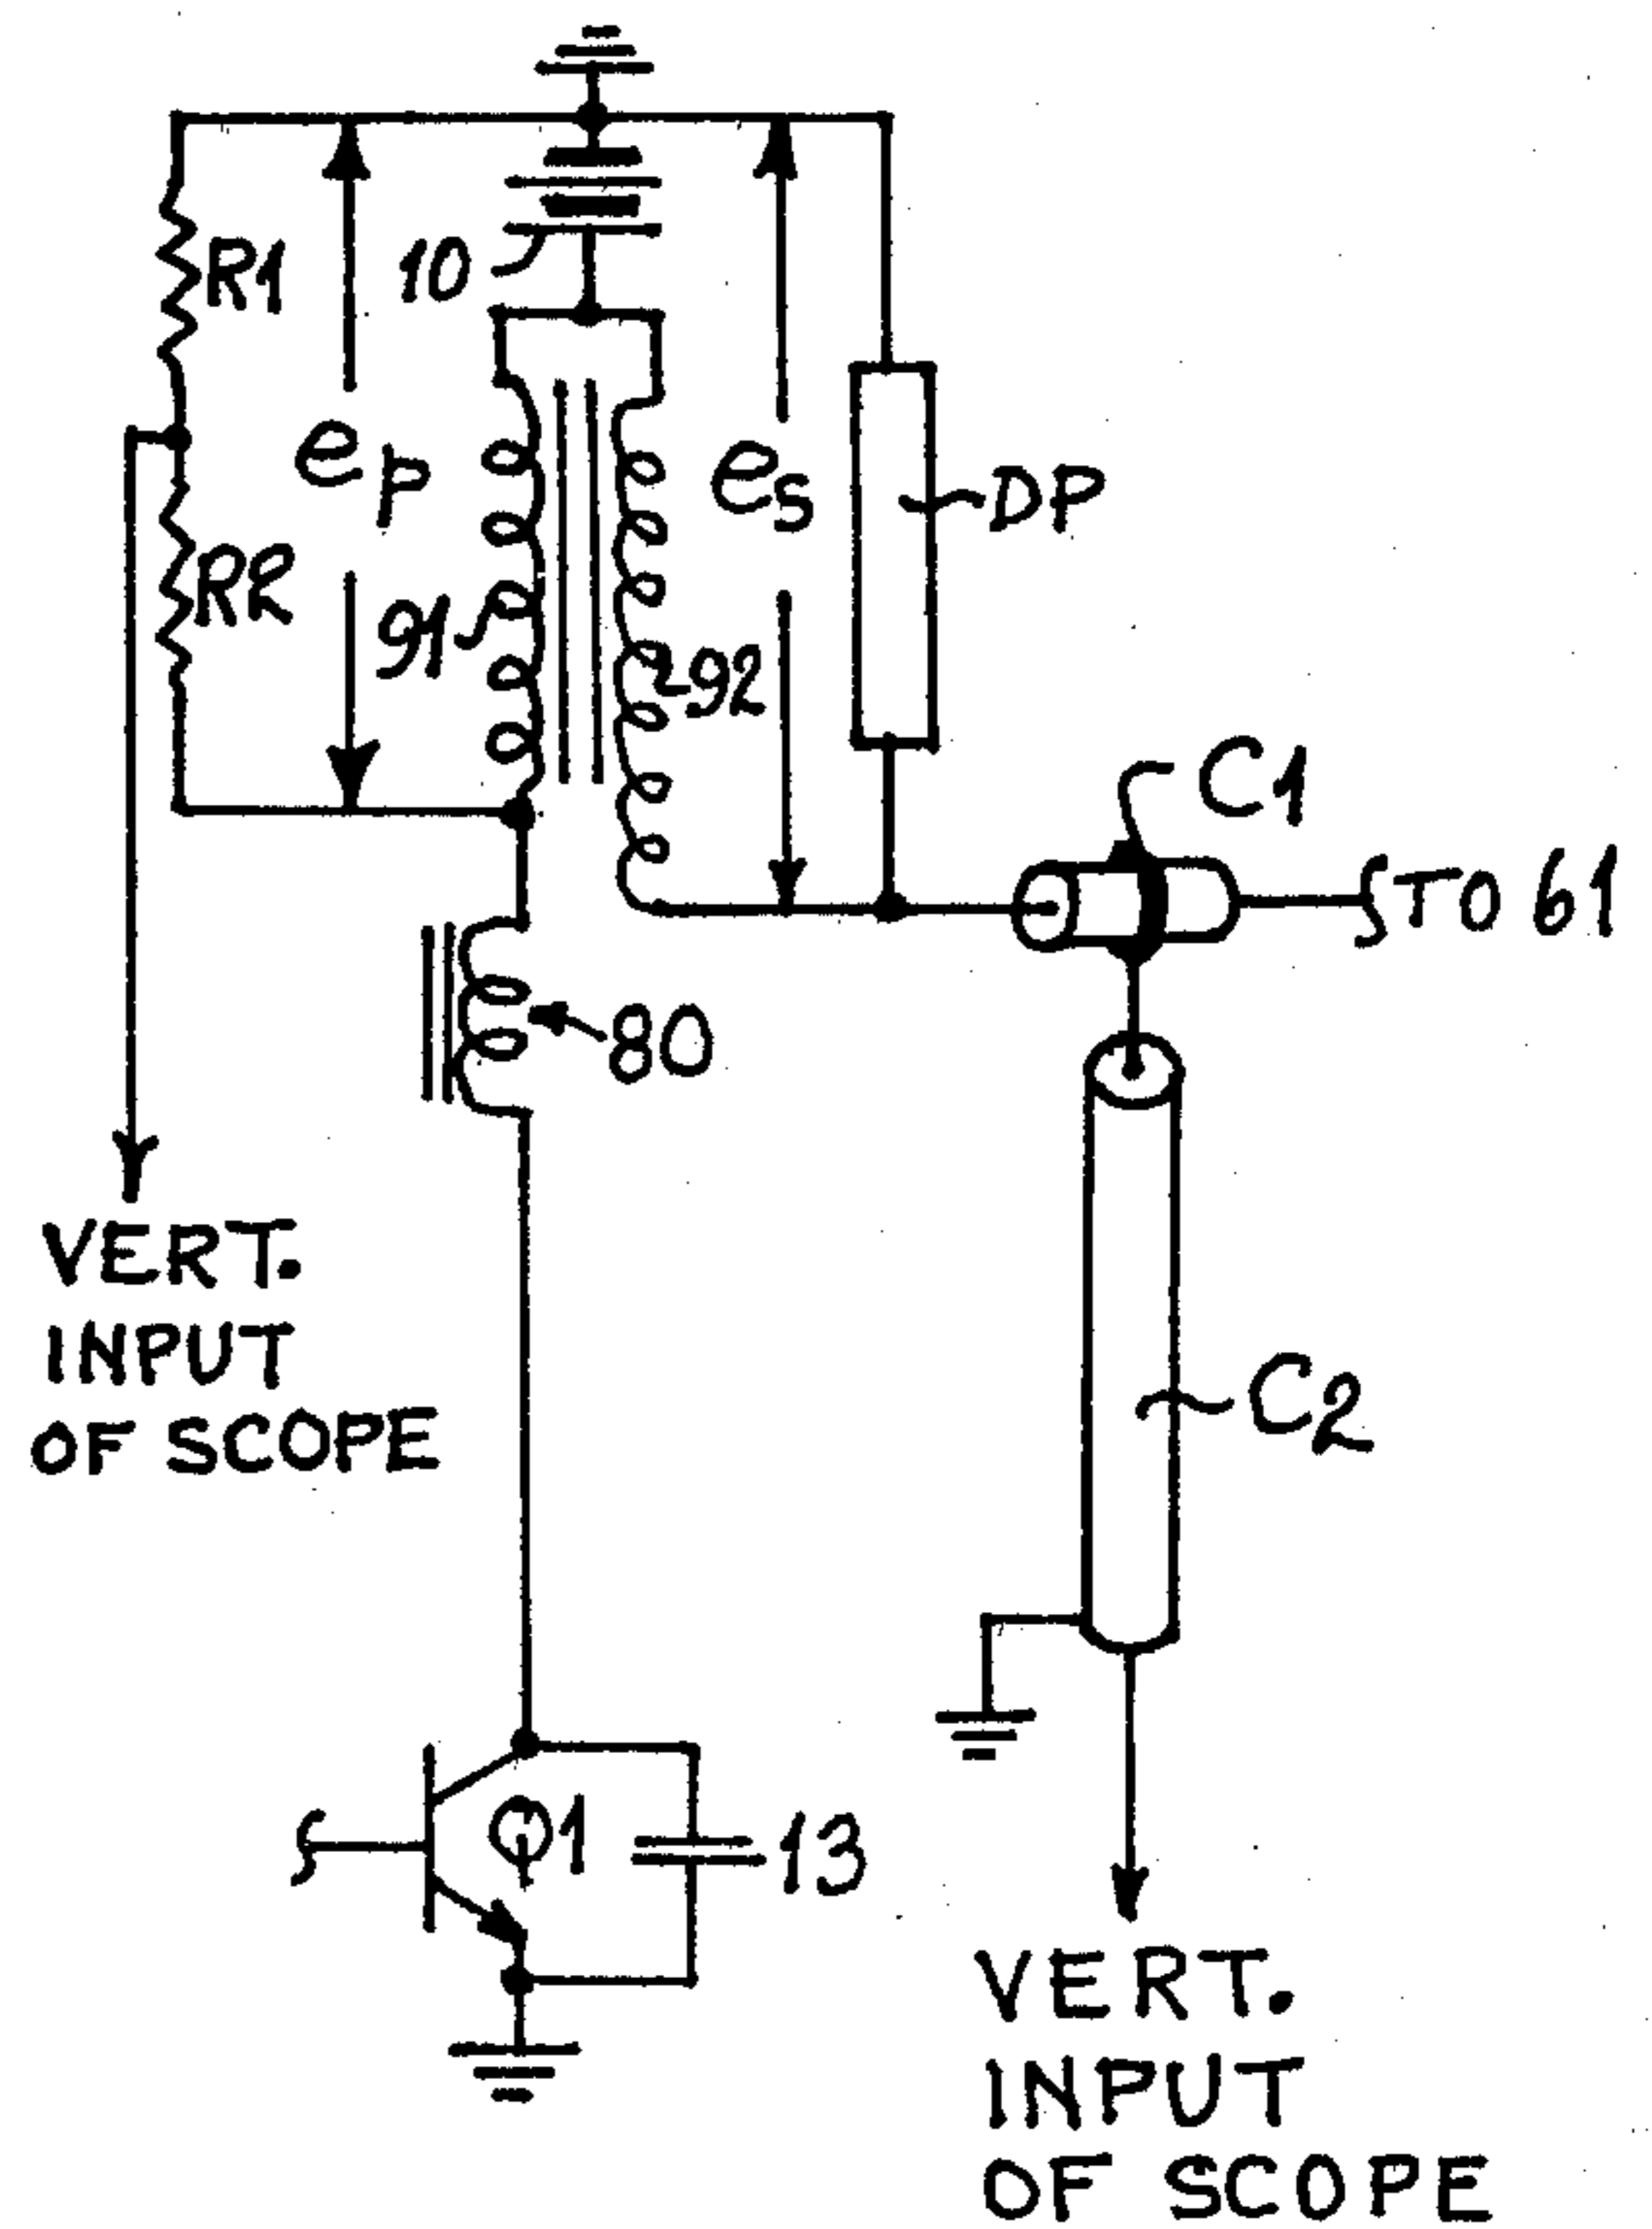 R1
10
ep
es
DP
R2
91
92
C1
TO 61
80
VERT.
INPUT
OF SCOPE
C2
Q1
13
VERT.
INPUT
OF SCOPE